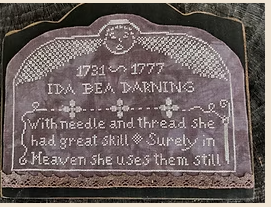 1731 ~ 1777
IDA BEA DARNING
With needle and thread she
had great skill ❖ Surely in
Heaven she uses them still